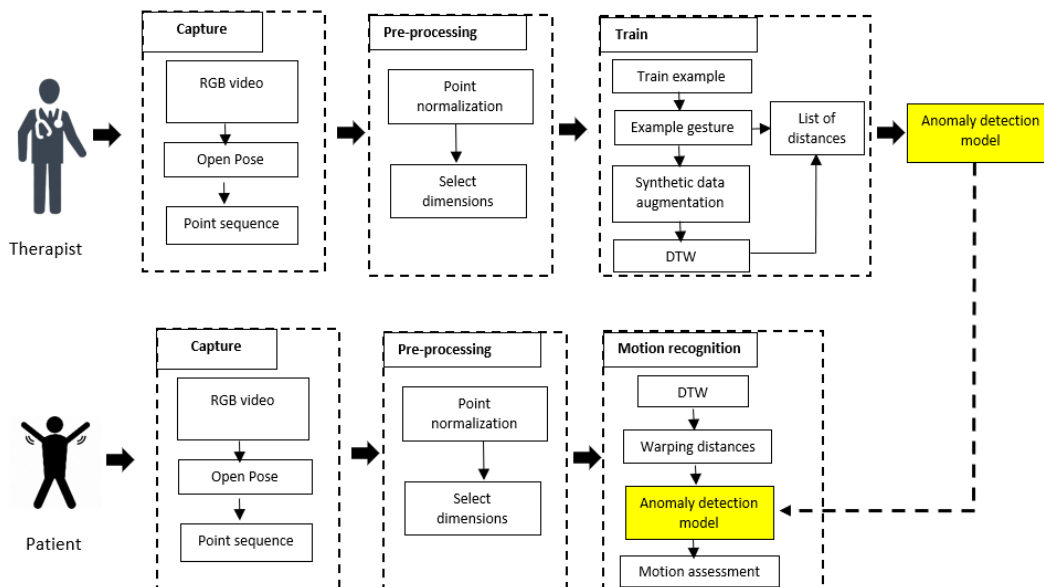 Capture
RGB video
Open Pose
Point sequence
Pre-processing
Point
normalization
Select
dimensions
Train
Train example
Example gesture
Synthetic data
augmentation
DTW
List of
distances
Anomaly detection
model
Therapist
Capture
RGB video
Open Pose
Point sequence
Pre-processing
Point
normalization
Select
dimensions
Motion recognition
DTW
Warping distances
Anomaly detection
model
Motion assessment
Patient